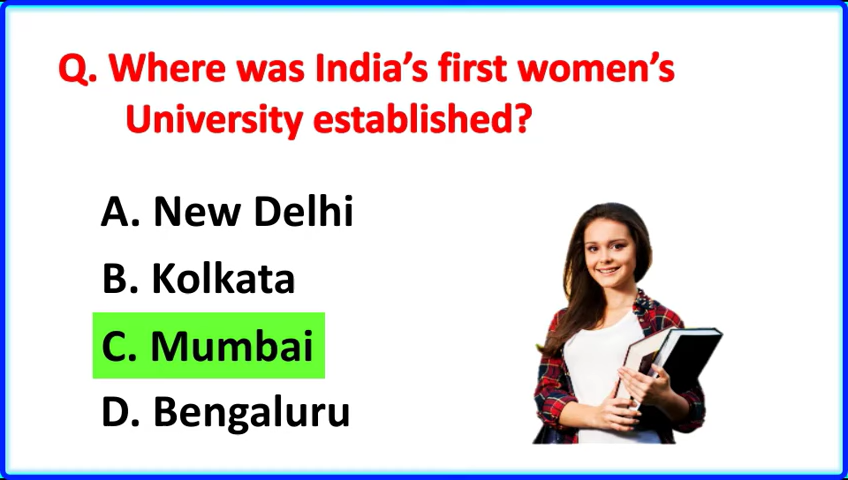 Q. Where was India’s first women’s
University established?
A. New Delhi
B. Kolkata
C. Mumbai
D. Bengaluru